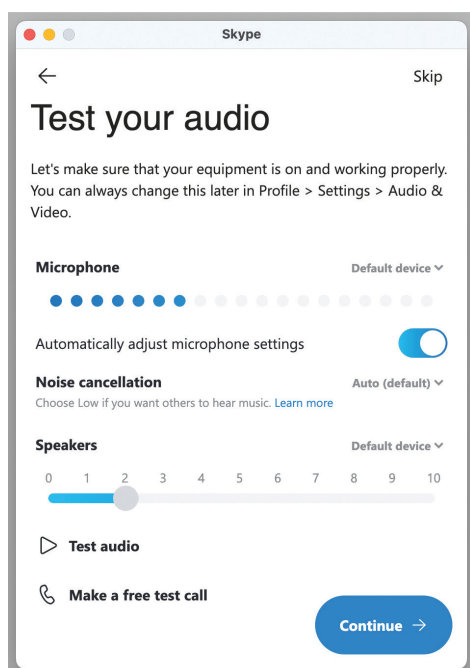 Skype
Skip
Test your audio
Let's make sure that your equipment is on and working properly.
You can always change this later in Profile > Settings > Audio &
Video.
Microphone Default device
Automatically adjust microphone settings
Noise cancellation Auto (default)
Choose Low if you want others to hear music. Learn more
Speakers Default device
0 1 2 3 4 5 6 7 8 9 10
Test audio
Make a free test call
Continue →